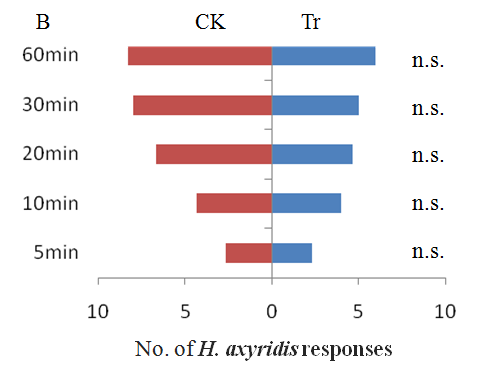 B CK Tr
60min n.s.
30min n.s.
20min n.s.
10min n.s.
5min n.s.
10 5 0 5 10
No. of H. axyridis responses